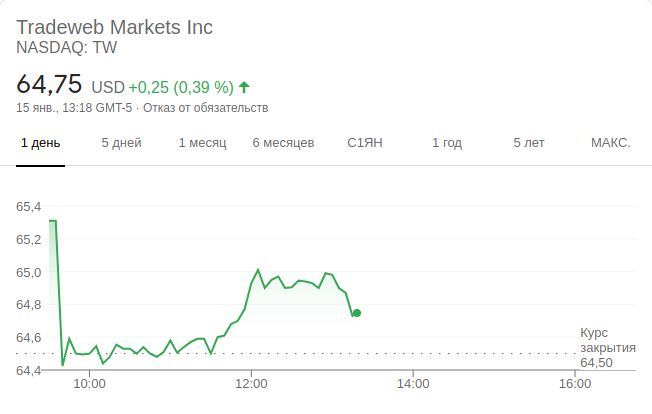 Tradeweb Markets Inc
NASDAQ: TW
64,75 USD +0,25 (0,39 %)
15 янв., 13:18 GMT-5 · Отказ от обязательств
1 день 5 дней 1 месяц 6 месяцев С1ЯН 1 год 5 лет МАКС.
65,4
65,2
65,0
64,8
64,6
64,4
Курс
закрытия
64,50
10:00 12:00 14:00 16:00